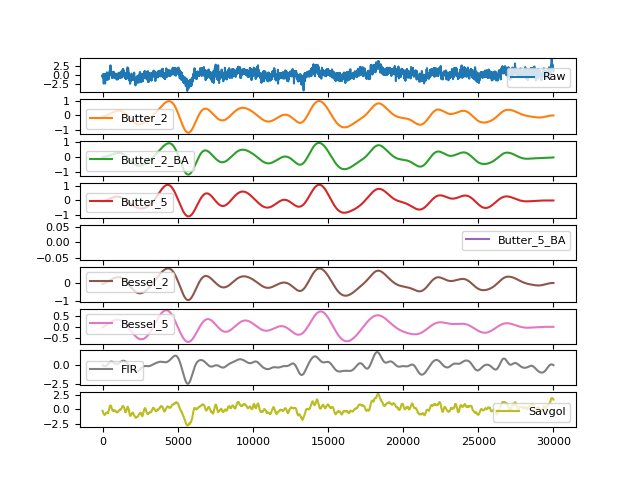 2.5
0.0
−2.5
Raw
1
0
−1
Butter_2
1
0
−1
Butter_2_BA
1
0
−1
Butter_5
0.05
0.00
−0.05
Butter_5_BA
0
−1
Bessel_2
0.5
0.0
−0.5
Bessel_5
0.0
−2.5
FIR
2.5
0.0
−2.5
Savgol
0 5000 10000 15000 20000 25000 30000